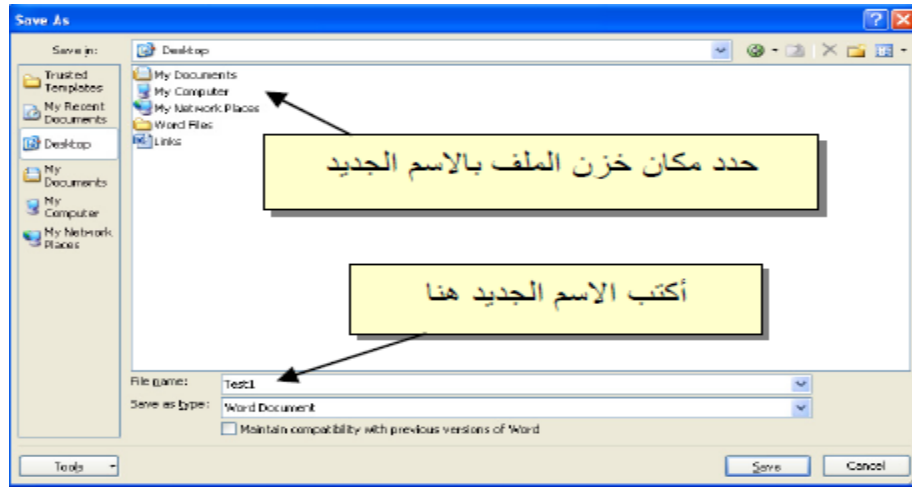 Save As
Save in:
Desktop
Trusted
Templates
My Recent
Documents
Desktop
My
Documents
My
Computer
My Network
Places
My Documents
My Computer
My Network Places
Word Files
Links
حدد مكان خزن الملف بالاسم الجديد
أكتب الاسم الجديد هنا
File name:
Test1
Save as type:
Word Document
Maintain compatibility with previous versions of Word
Tools
Save
Cancel